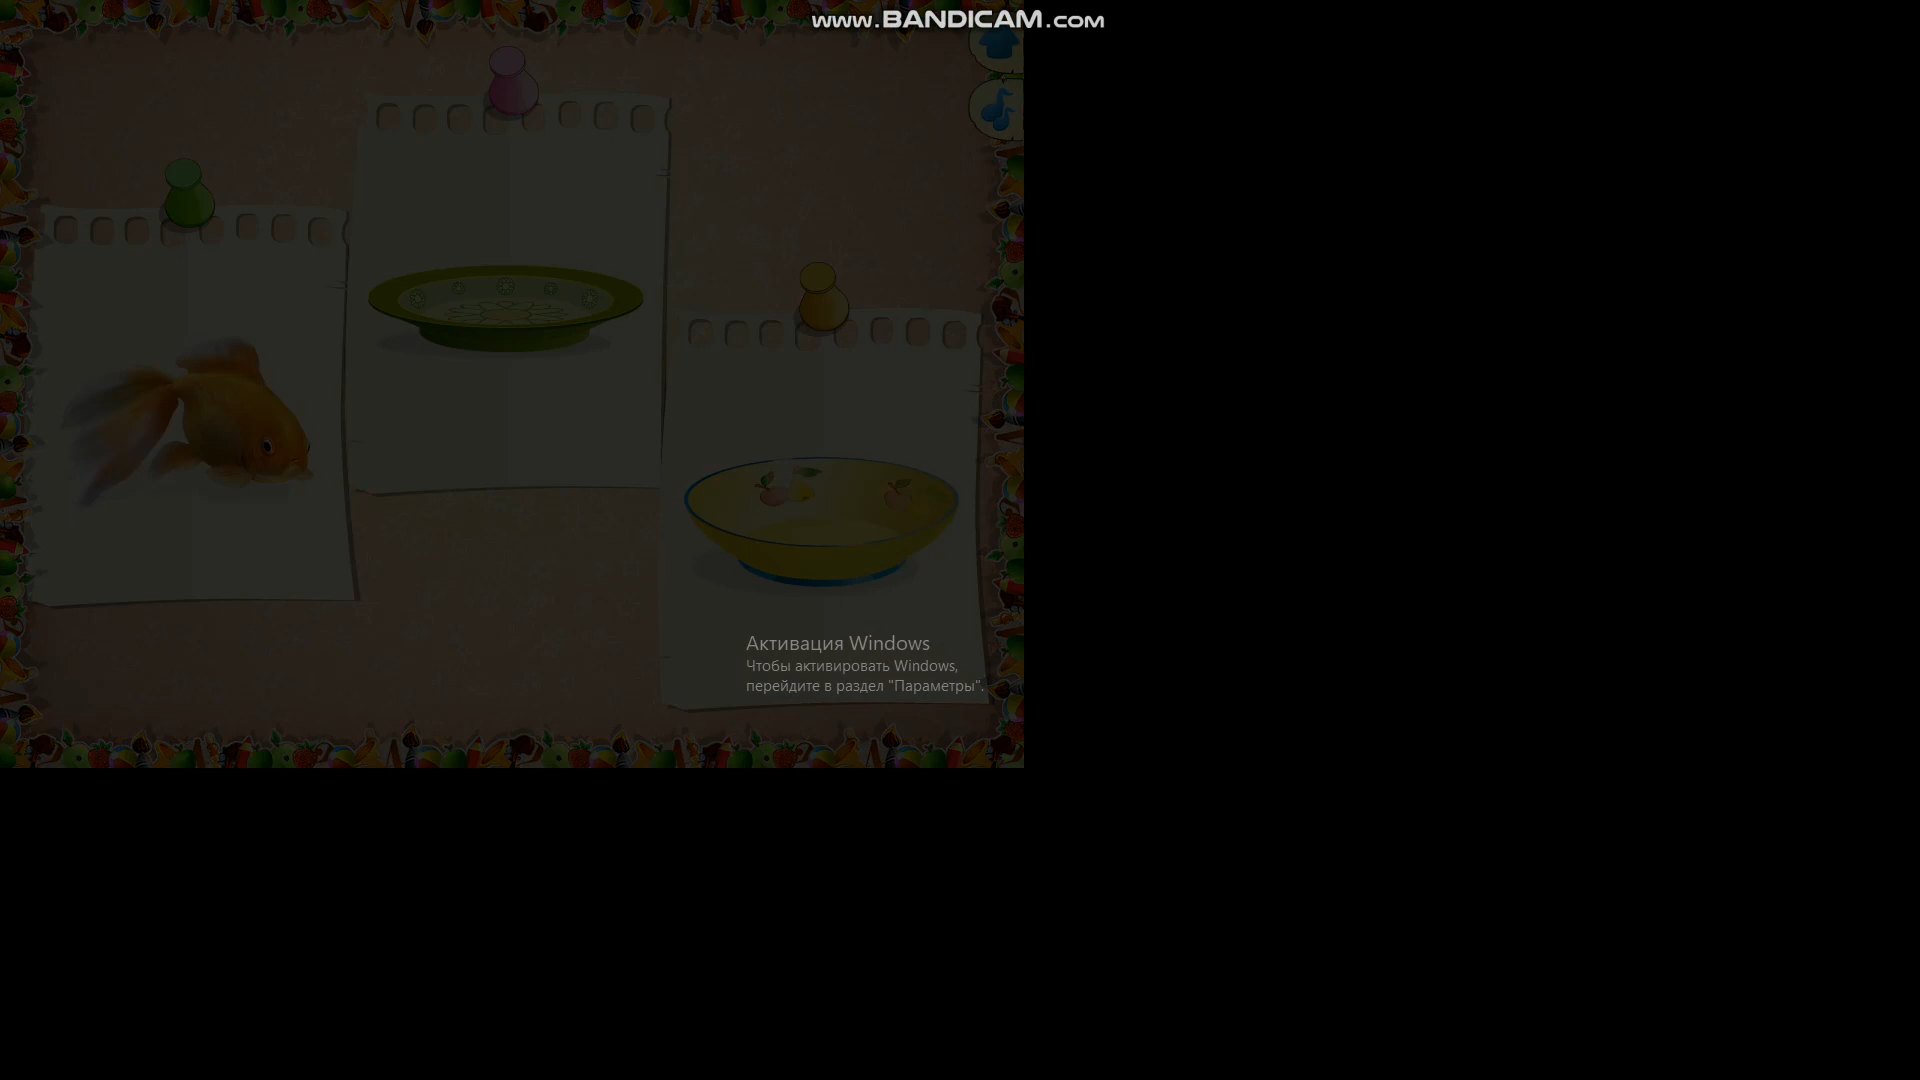 www.BANDICAM.com
Активация Windows
Чтобы активировать Windows,
перейдите в раздел "Параметры".